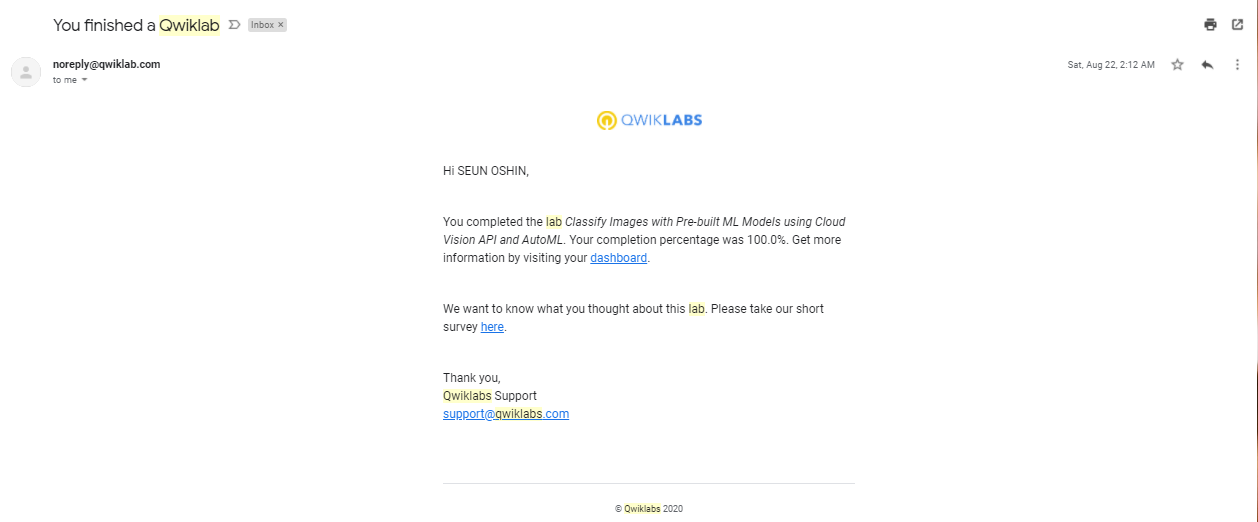 You finished a Qwiklab Inbox ×
noreply@qwiklab.com
Sat, Aug 22, 2:12 AM
to me
QWIKLABS
Hi SEUN OSHIN,
You completed the lab Classify Images with Pre-built ML Models using Cloud
Vision API and AutoML. Your completion percentage was 100.0%. Get more
information by visiting your dashboard.
We want to know what you thought about this lab. Please take our short
survey here.
Thank you,
Qwiklabs Support
support@qwiklabs.com
© Qwiklabs 2020